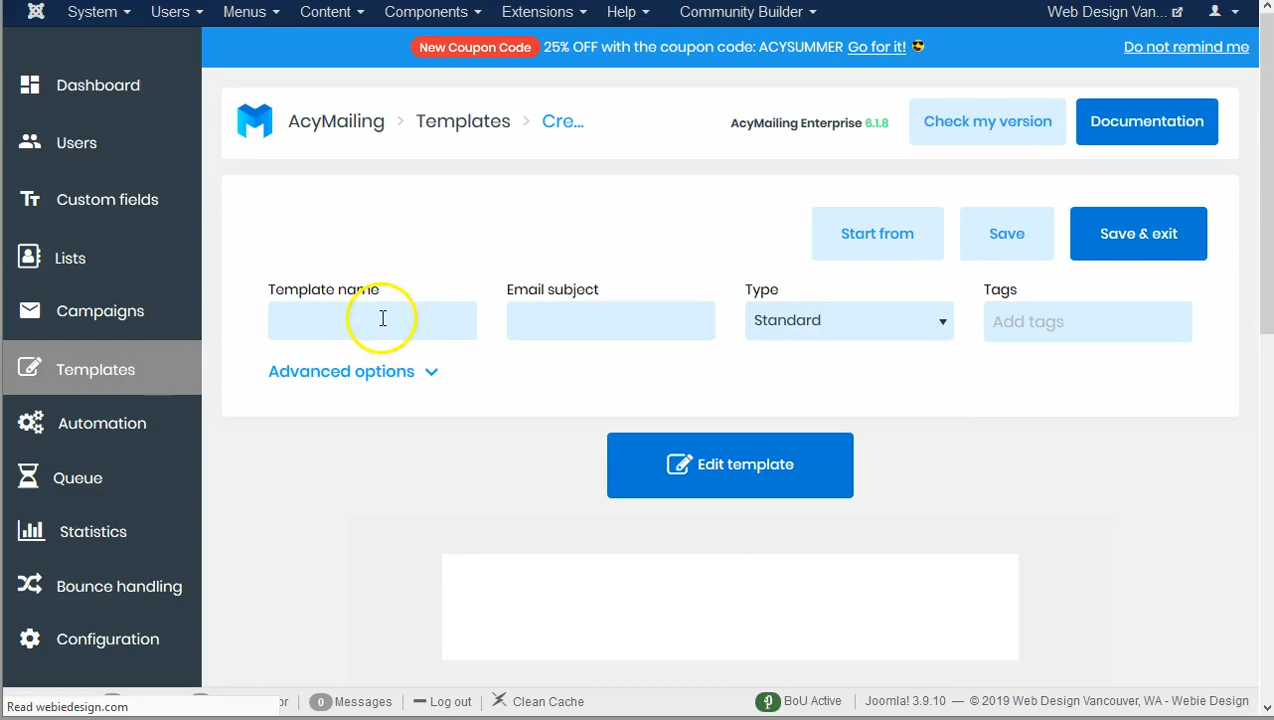 System Users Menus Content Components Extensions Help Community Builder Web Design Van...
New Coupon Code 25% OFF with the coupon code: ACYSUMMER Go for it! Do not remind me
Dashboard
Users
Custom fields
Lists
Campaigns
Templates
Automation
Queue
Statistics
Bounce handling
Configuration
AcyMailing > Templates > Cre... AcyMailing Enterprise 6.1.8 Check my version Documentation
Start from Save Save & exit
Template name Email subject Type Tags
Standard Add tags
Advanced options
Edit template
Read webiedesign.com 0 Messages Log out Clean Cache BoU Active Joomla! 3.9.10 — © 2019 Web Design Vancouver, WA - Webie Design